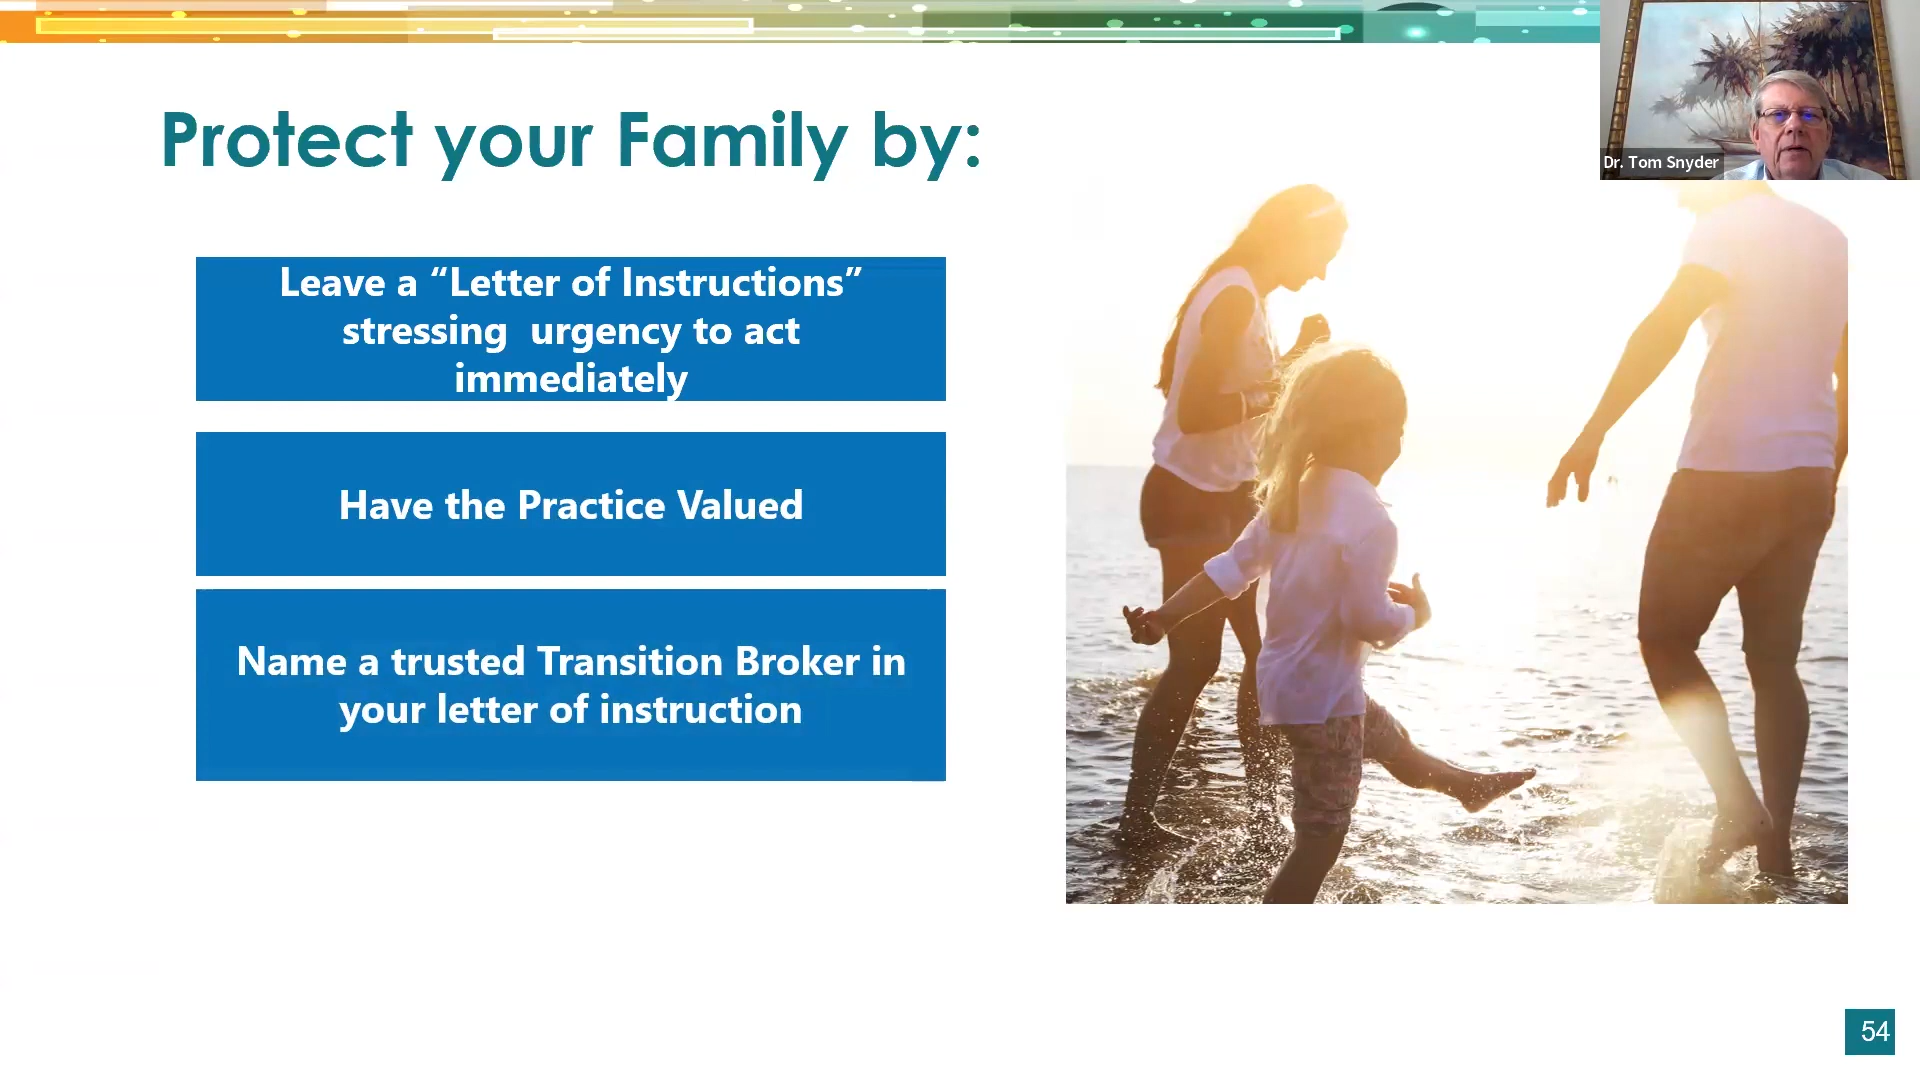 Dr. Tom Snyder
Protect your Family by:
Leave a “Letter of Instructions”
stressing  urgency to act
immediately
Have the Practice Valued
Name a trusted Transition Broker in
your letter of instruction
54